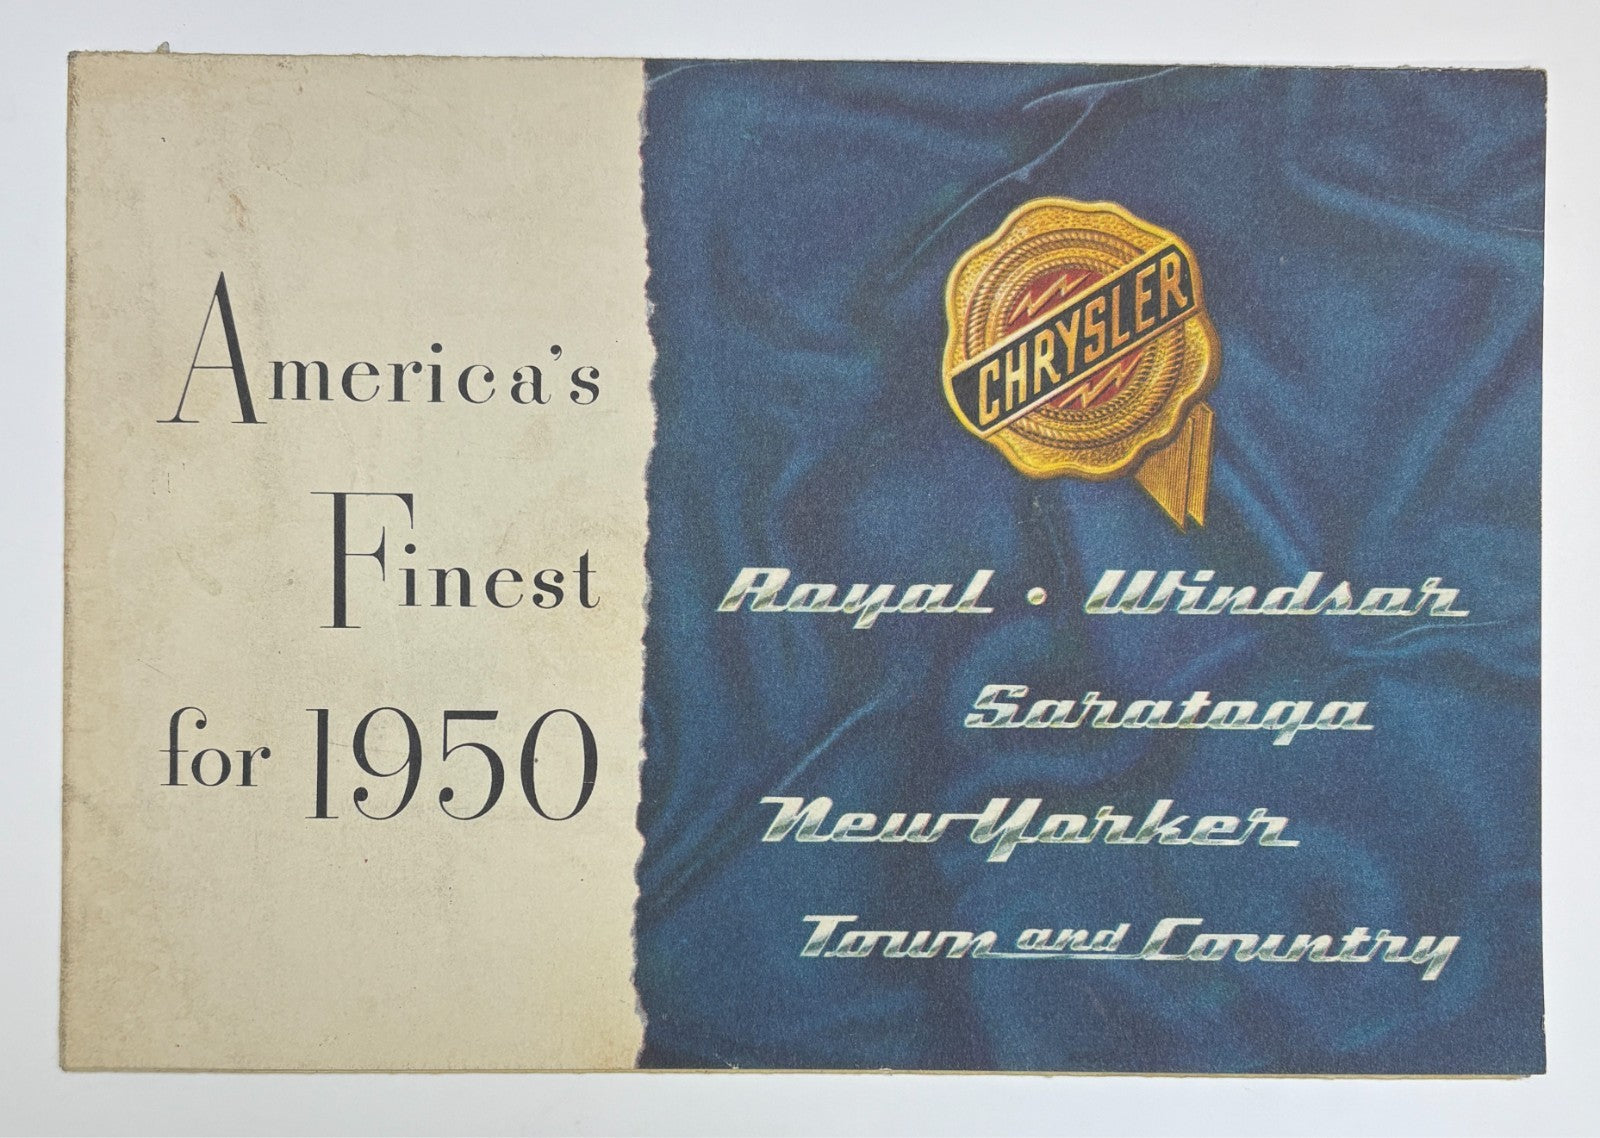 America's
Finest
for 1950
CHRYSLER
Royal • Windsor
Saratoga
New Yorker
Town and Country